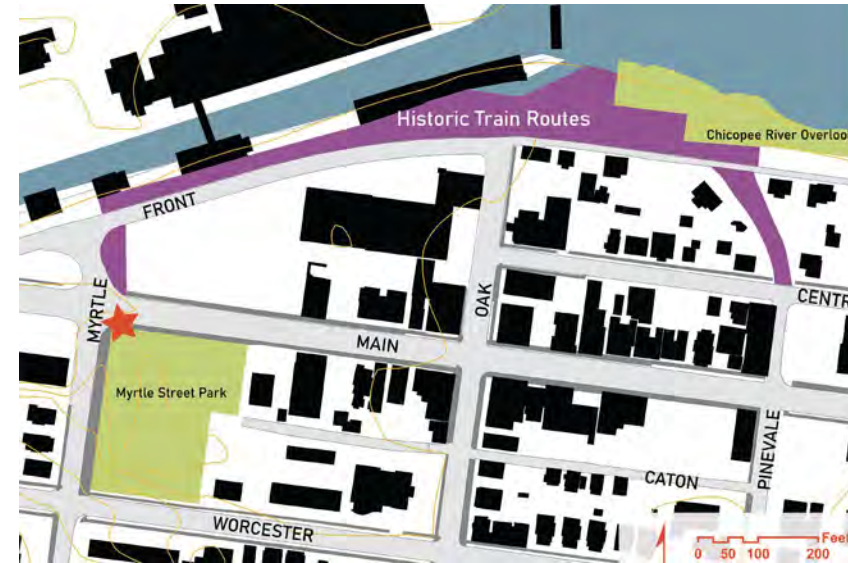 Historic Train Routes
Chicopee River Overloo
FRONT
MYRTLE
OAK
CENTR
MAIN
Myrtle Street Park
PINEVALE
CATON
WORCESTER
Feet
0 50 100 200